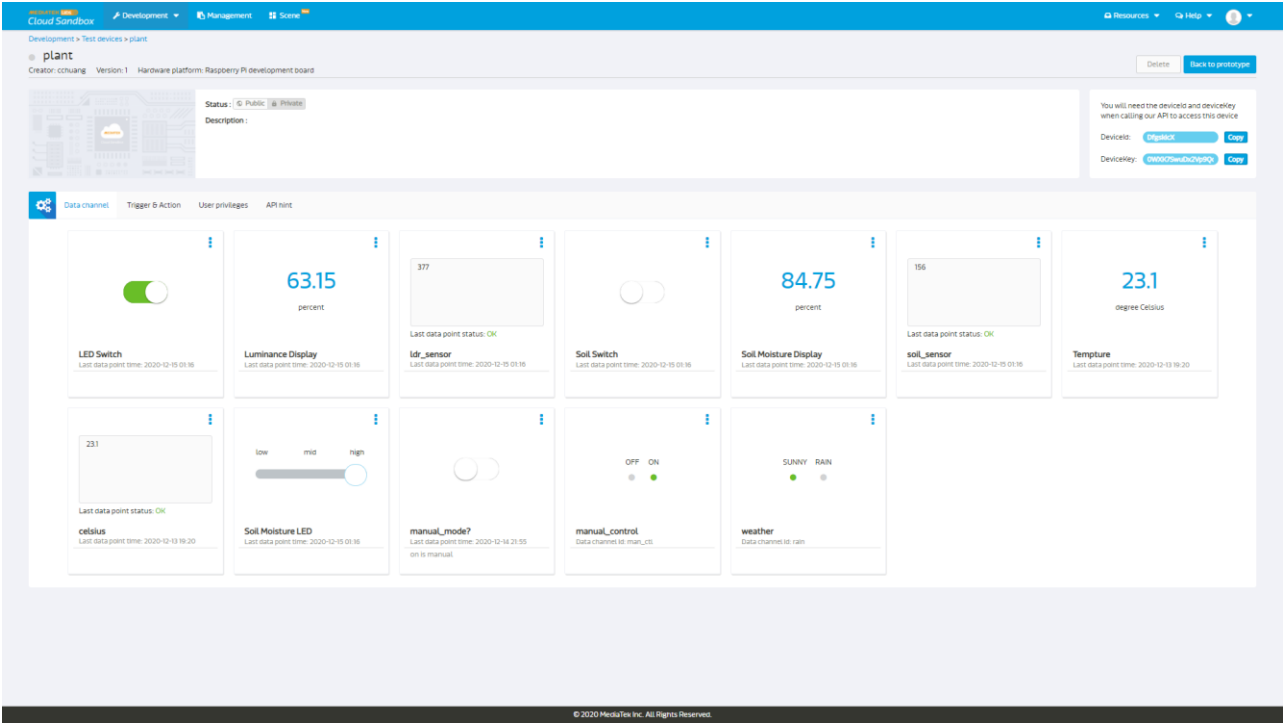 MEDIATEK LABS
Cloud Sandbox
Development
Management
Scene
Resources
Help
Development > Test devices > plant
plant
Creator: cchuang Version: 1 Hardware platform: Raspberry Pi development board
Delete
Back to prototype
Status : Public Private
Description :
You will need the deviceId and deviceKey
when calling our API to access this device
DeviceId:
Copy
DeviceKey:
Copy
Data channel
Trigger & Action
User privileges
API hint
LED Switch
Last data point time: 2020-12-15 01:16
63.15
percent
Luminance Display
Last data point time: 2020-12-15 01:16
377
Last data point status: OK
ldr_sensor
Last data point time: 2020-12-15 01:16
Soil Switch
Last data point time: 2020-12-15 01:16
84.75
percent
Soil Moisture Display
Last data point time: 2020-12-15 01:16
156
Last data point status: OK
soil_sensor
Last data point time: 2020-12-15 01:16
23.1
degree Celsius
Tempture
Last data point time: 2020-12-13 19:20
23.1
Last data point status: OK
celsius
Last data point time: 2020-12-13 19:20
low mid high
Soil Moisture LED
Last data point time: 2020-12-15 01:16
manual_mode?
Last data point time: 2020-12-14 21:55
on is manual
OFF ON
manual_control
Data channel Id: man_ctl
SUNNY RAIN
weather
Data channel Id: rain
© 2020 MediaTek Inc. All Rights Reserved.